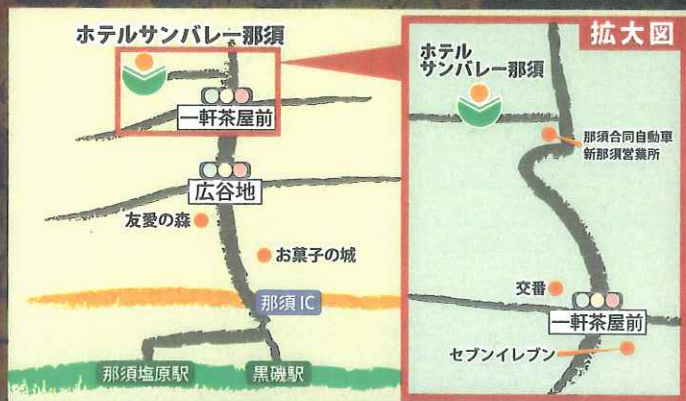 ホテルサンバレー那須
一軒茶屋前
広谷地
友愛の森
お菓子の城
那須IC
那須塩原駅
黒磯駅
拡大図
ホテル
サンバレー那須
那須合同自動車
新那須営業所
交番
一軒茶屋前
セブンイレブン